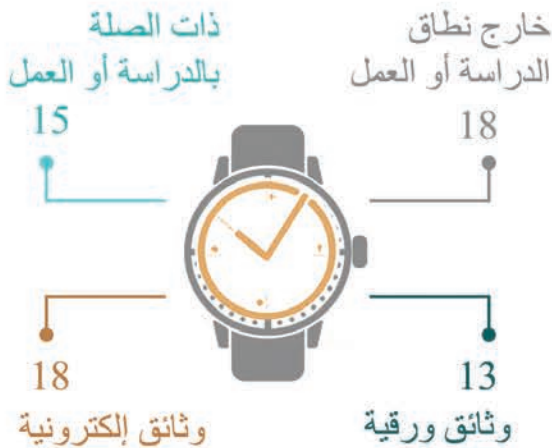 خارج نطاق
الدراسة أو العمل
18
ذات الصلة
بالدراسة أو العمل
15
13
وثائق ورقية
18
وثائق إلكترونية